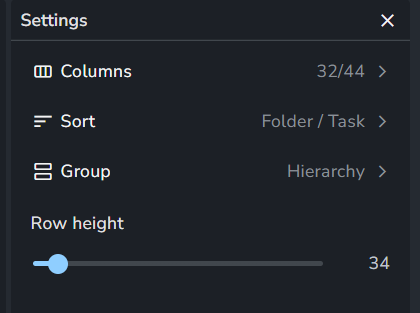 Settings
Columns 32/44
Sort Folder / Task
Group Hierarchy
Row height
34